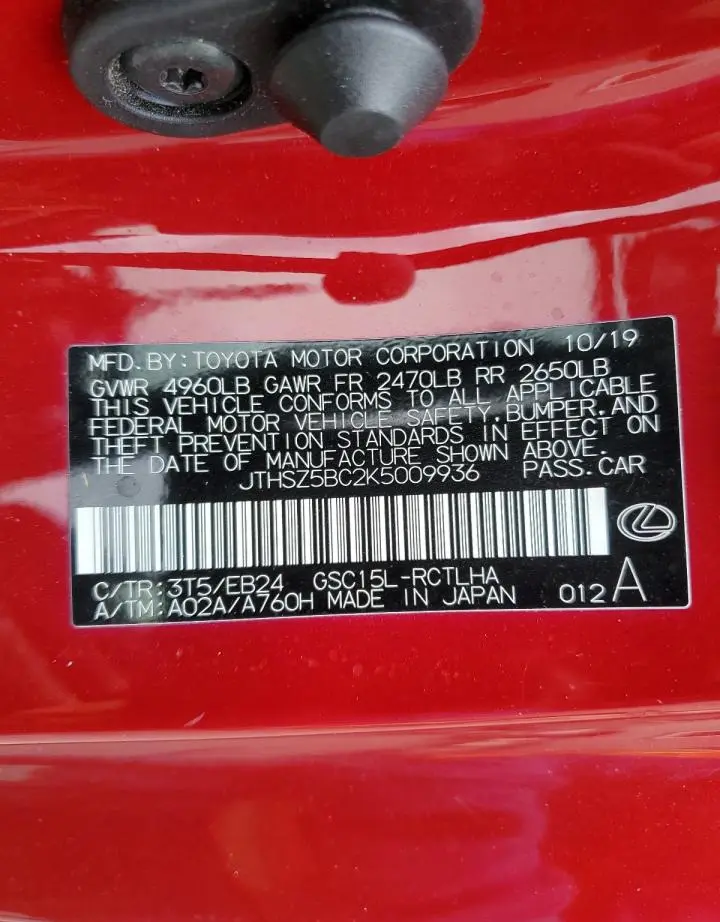 MFD. BY: TOYOTA MOTOR CORPORATION 10/19
GVWR 4960LB GAWR FR 2470LB RR 2650LB
THIS VEHICLE CONFORMS TO ALL APPLICABLE
FEDERAL MOTOR VEHICLE SAFETY, BUMPER, AND
THEFT PREVENTION STANDARDS IN EFFECT ON
THE DATE OF MANUFACTURE SHOWN ABOVE.
JTHSZ5BC2K5009936 PASS. CAR
C/TR: 3T5/EB24 GSC15L-RCTLHA
A/TM: A02A/A760H MADE IN JAPAN 012 A